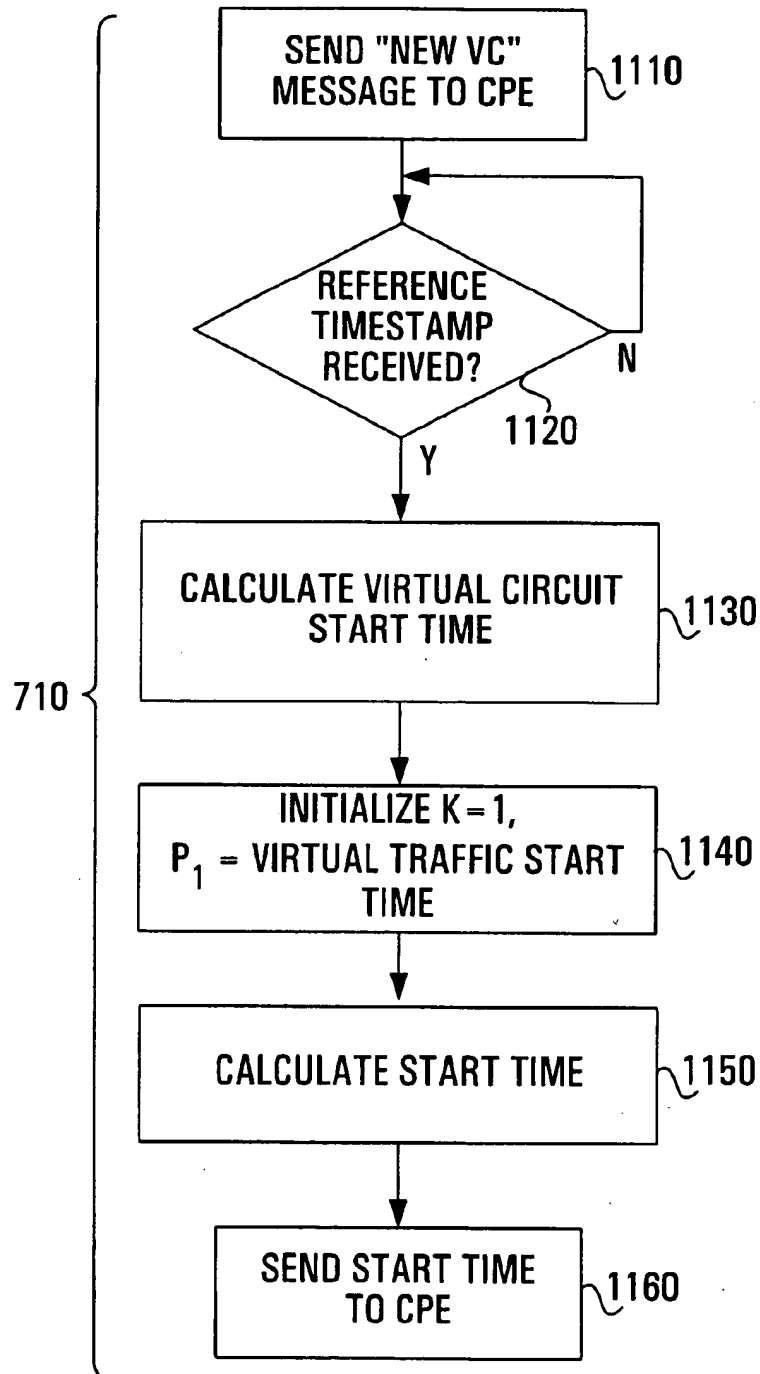 SEND "NEW VC"
MESSAGE TO CPE
1110
REFERENCE
TIMESTAMP
RECEIVED?
N
1120
Y
CALCULATE VIRTUAL CIRCUIT
START TIME
1130
710
INITIALIZE K = 1,
P1 = VIRTUAL TRAFFIC START
TIME
1140
CALCULATE START TIME
1150
SEND START TIME
TO CPE
1160